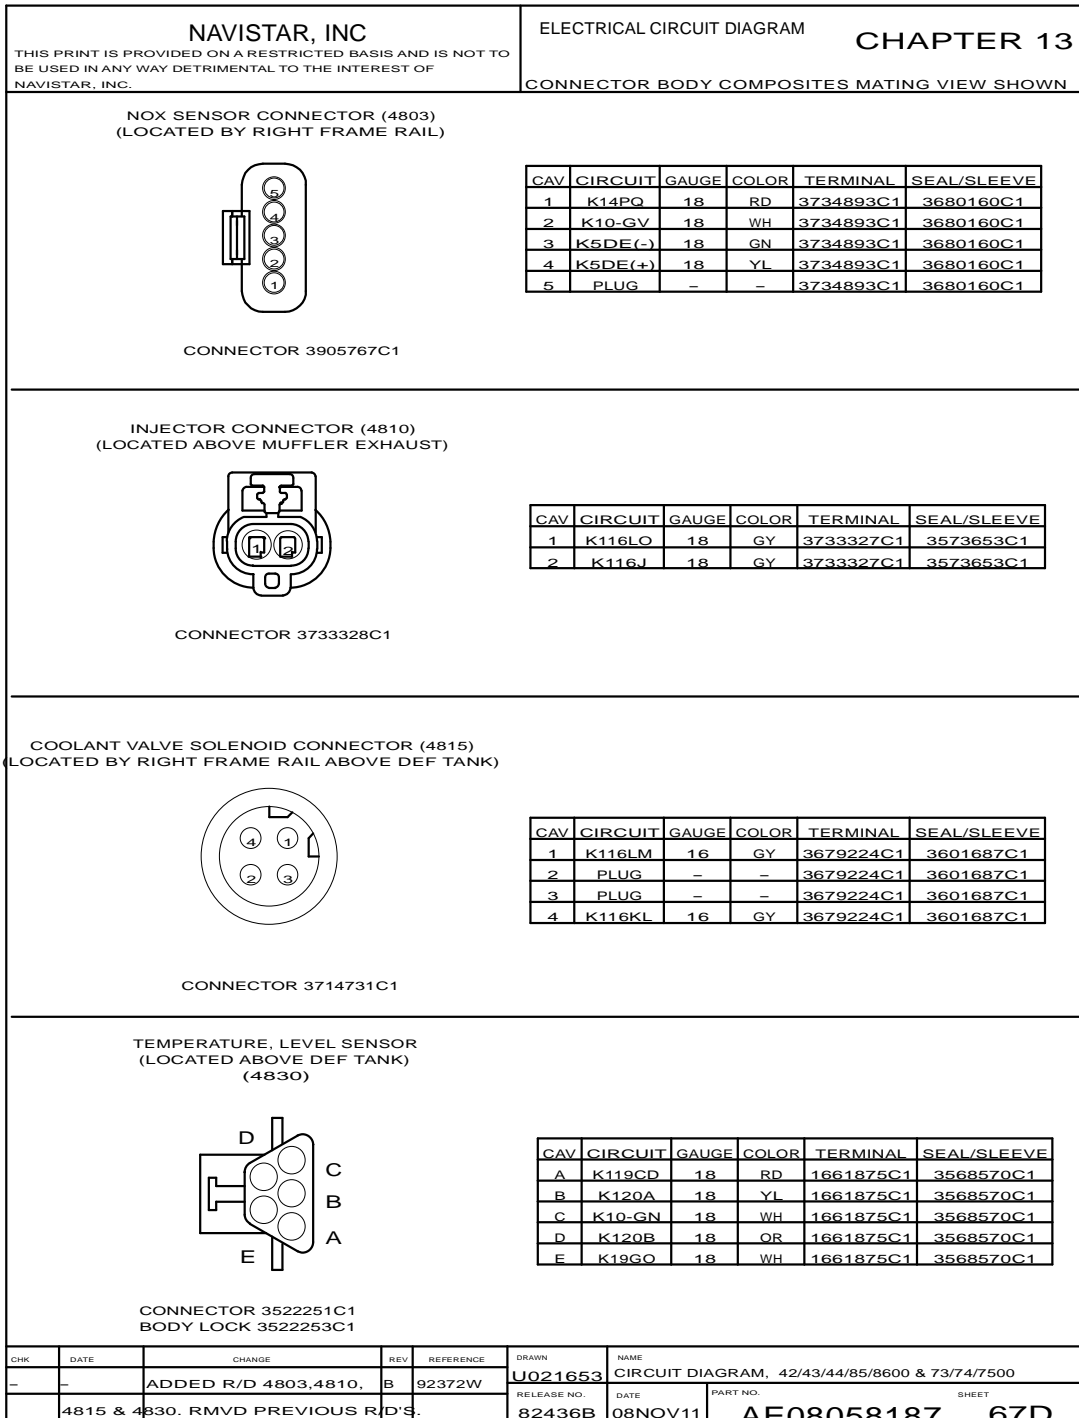 NAVISTAR, INC
THIS PRINT IS PROVIDED ON A RESTRICTED BASIS AND IS NOT TO
BE USED IN ANY WAY DETRIMENTAL TO THE INTEREST OF
NAVISTAR, INC.
ELECTRICAL CIRCUIT DIAGRAM
CHAPTER 13
CONNECTOR BODY COMPOSITES MATING VIEW SHOWN
NOX SENSOR CONNECTOR (4803)
(LOCATED BY RIGHT FRAME RAIL)
5
4
3
2
1
CONNECTOR 3905767C1
CAV CIRCUIT GAUGE COLOR TERMINAL SEAL/SLEEVE
1 K14PQ 18 RD 3734893C1 3680160C1
2 K10-GV 18 WH 3734893C1 3680160C1
3 K5DE(-) 18 GN 3734893C1 3680160C1
4 K5DE(+) 18 YL 3734893C1 3680160C1
5 PLUG – – 3734893C1 3680160C1
INJECTOR CONNECTOR (4810)
(LOCATED ABOVE MUFFLER EXHAUST)
1 2
CONNECTOR 3733328C1
CAV CIRCUIT GAUGE COLOR TERMINAL SEAL/SLEEVE
1 K116LO 18 GY 3733327C1 3573653C1
2 K116J 18 GY 3733327C1 3573653C1
COOLANT VALVE SOLENOID CONNECTOR (4815)
(LOCATED BY RIGHT FRAME RAIL ABOVE DEF TANK)
4 1
2 3
CONNECTOR 3714731C1
CAV CIRCUIT GAUGE COLOR TERMINAL SEAL/SLEEVE
1 K116LM 16 GY 3679224C1 3601687C1
2 PLUG – – 3679224C1 3601687C1
3 PLUG – – 3679224C1 3601687C1
4 K116KL 16 GY 3679224C1 3601687C1
TEMPERATURE, LEVEL SENSOR
(LOCATED ABOVE DEF TANK)
(4830)
D
C
B
A
E
CONNECTOR 3522251C1
BODY LOCK 3522253C1
CAV CIRCUIT GAUGE COLOR TERMINAL SEAL/SLEEVE
A K119CD 18 RD 1661875C1 3568570C1
B K120A 18 YL 1661875C1 3568570C1
C K10-GN 18 WH 1661875C1 3568570C1
D K120B 18 OR 1661875C1 3568570C1
E K19GO 18 WH 1661875C1 3568570C1
CHK DATE CHANGE REV REFERENCE
– – ADDED R/D 4803,4810, B 92372W
4815 & 4830. RMVD PREVIOUS R/D'S.
DRAWN
U021653
NAME
CIRCUIT DIAGRAM, 42/43/44/85/8600 & 73/74/7500
RELEASE NO.
82436B
DATE
08NOV11
PART NO.
AE08058187
SHEET
67D